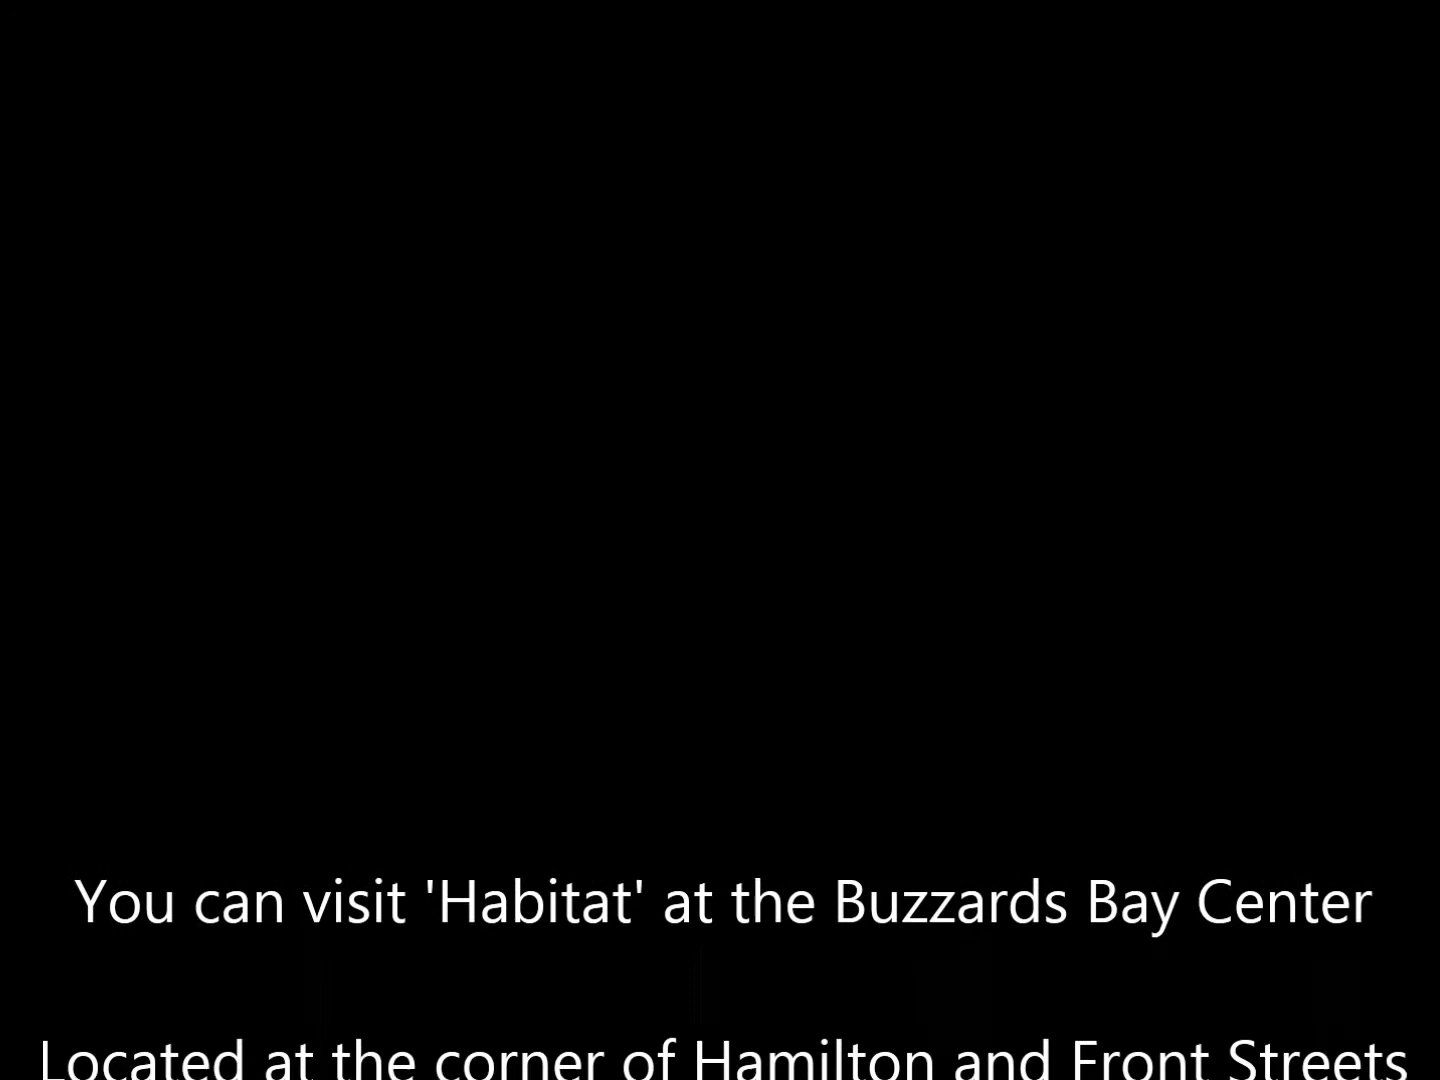 You can visit 'Habitat' at the Buzzards Bay Center
Located at the corner of Hamilton and Front Streets